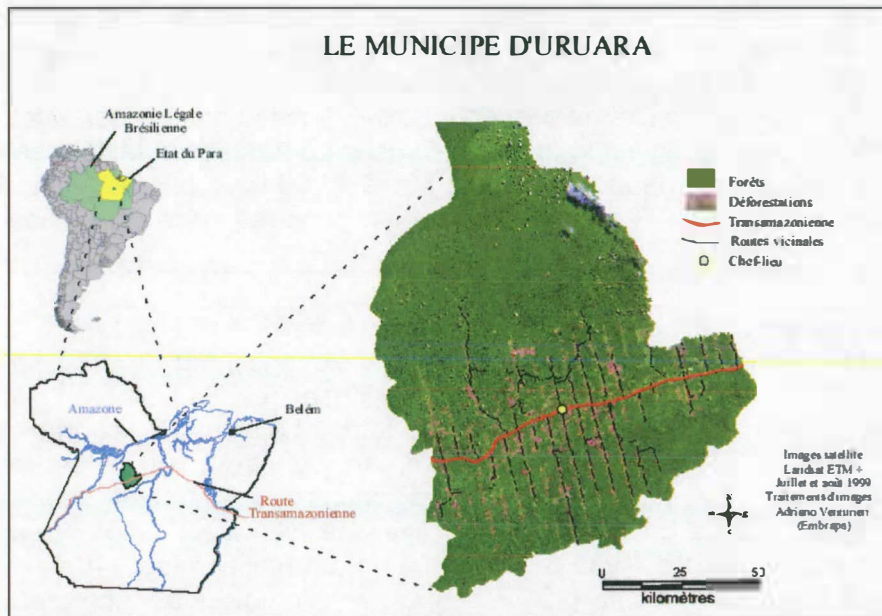 LE MUNICIPE D'URUARA
Amazonie Légale
Brésilienne
Etat du Para
Forêts
Déforestations
Transamazonienne
Routes vicinales
Chef-lieu
Amazone
Belém
Route
Transamazonienne
Images satellite
Landsat ETM +
Juillet et août 1999
Traitements d'images
Adriano
(Embrapa)
N
E
S
0 25 50
kilomètres